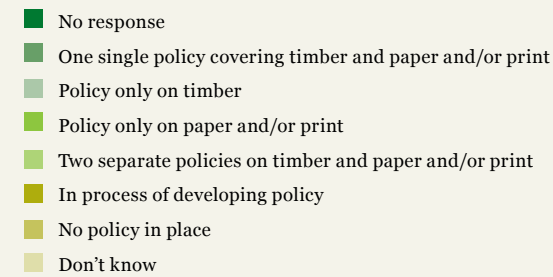 No response
One single policy covering timber and paper and/or print
Policy only on timber
Policy only on paper and/or print
Two separate policies on timber and paper and/or print
In process of developing policy
No policy in place
Don't know